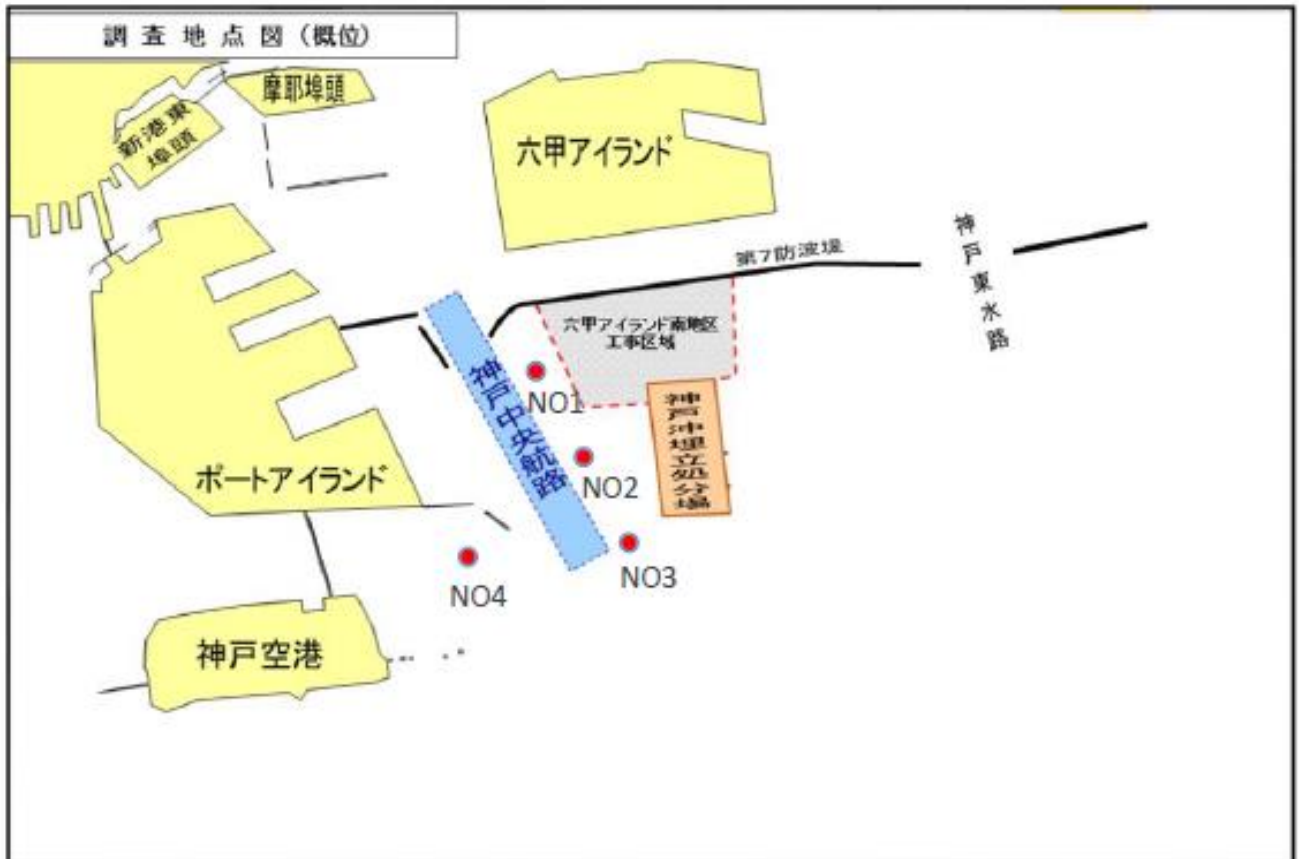 調査地点図（概位）
摩耶埠頭
新港東
埠頭
六甲アイランド
第7防波堤
神戸東水路
六甲アイランド南地区
工事区域
神戸中央航路
NO1
神戸沖埋立処分場
ポートアイランド
NO2
NO3
NO4
神戸空港